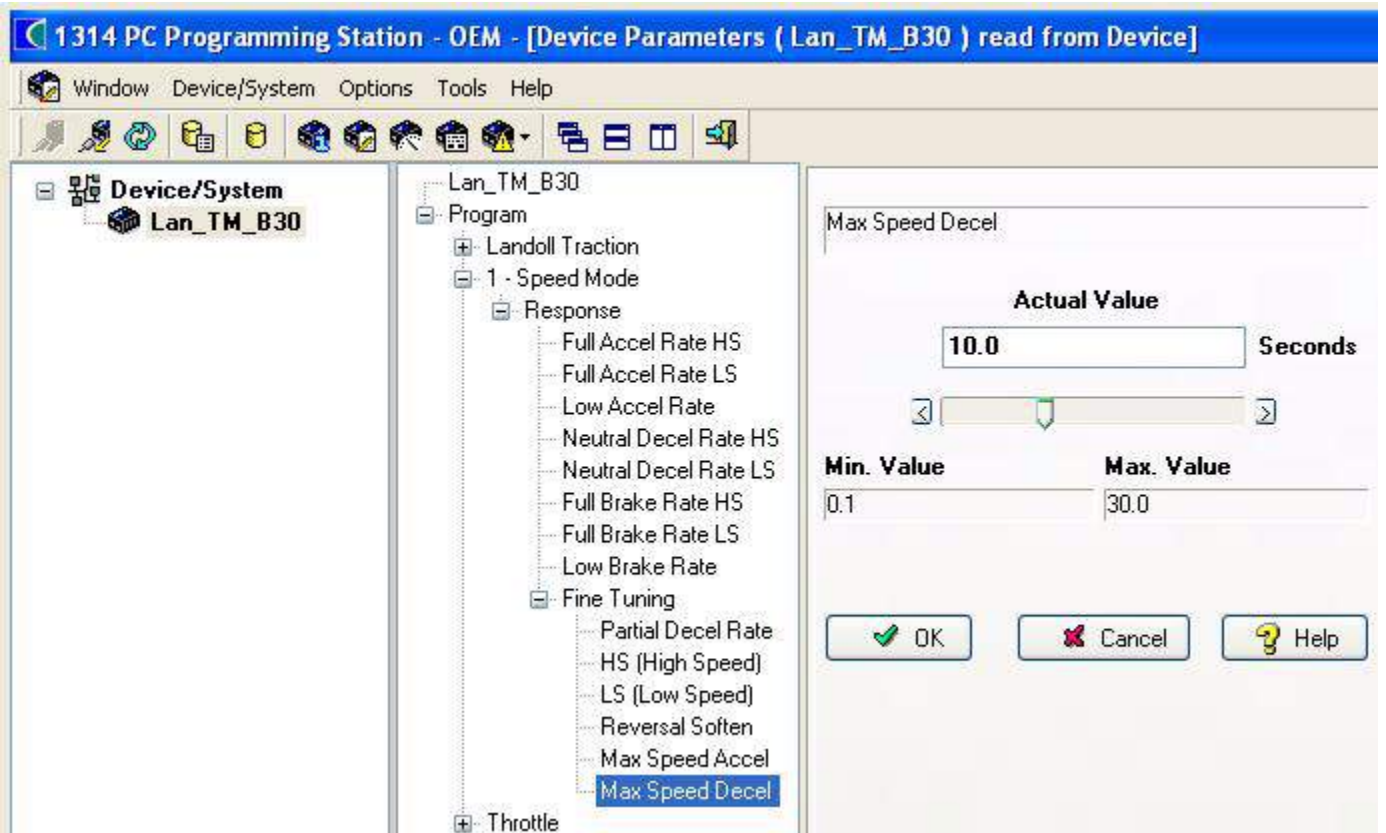 1314 PC Programming Station - OEM - [Device Parameters ( Lan_TM_B30 ) read from Device]
Window Device/System Options Tools Help
Device/System
Lan_TM_B30
Lan_TM_B30
Program
Landoll Traction
1 - Speed Mode
Response
Full Accel Rate HS
Full Accel Rate LS
Low Accel Rate
Neutral Decel Rate HS
Neutral Decel Rate LS
Full Brake Rate HS
Full Brake Rate LS
Low Brake Rate
Fine Tuning
Partial Decel Rate
HS (High Speed)
LS (Low Speed)
Reversal Soften
Max Speed Accel
Max Speed Decel
Throttle
Max Speed Decel
Actual Value
10.0 Seconds
Min. Value Max. Value
0.1 30.0
OK Cancel Help